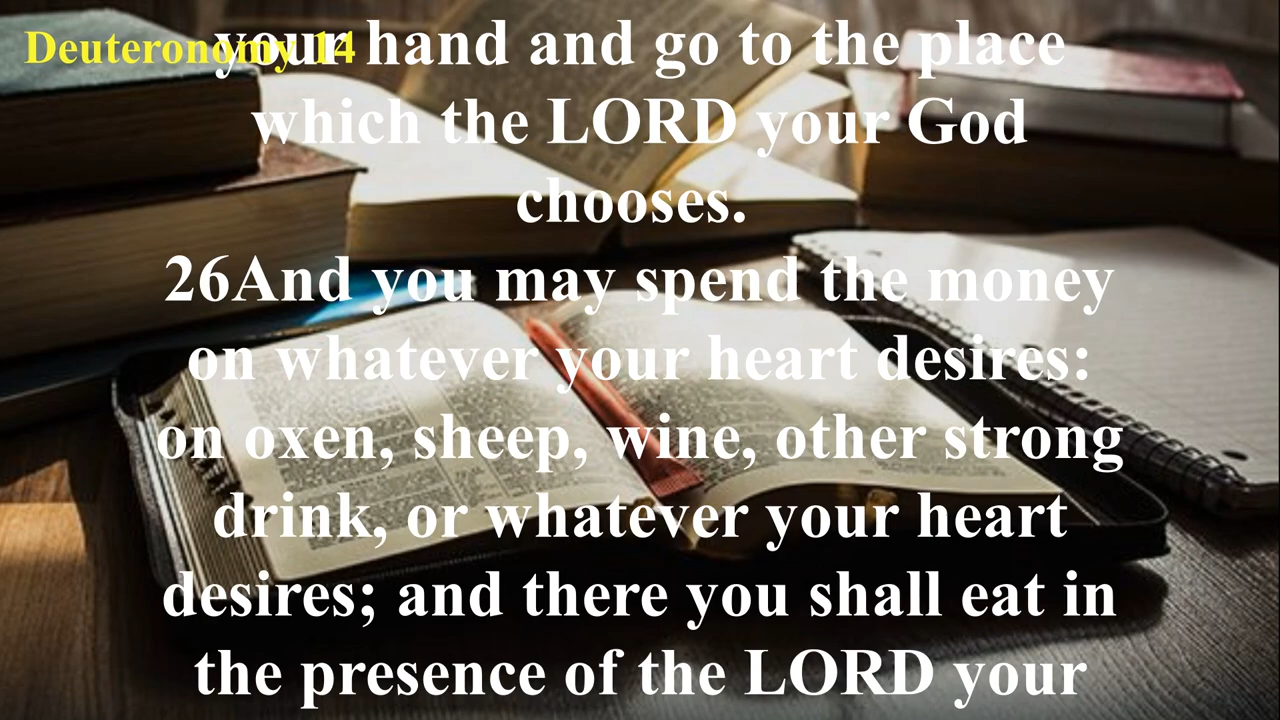 Deuteronomy 14
your hand and go to the place
which the LORD your God
chooses.
26And you may spend the money
on whatever your heart desires:
on oxen, sheep, wine, other strong
drink, or whatever your heart
desires; and there you shall eat in
the presence of the LORD your